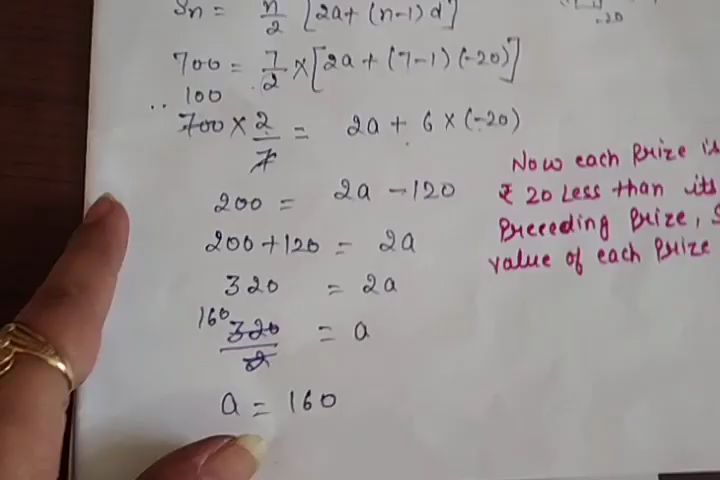 Sn = n/2 [2a + (n-1) d]
-20
700 = 7/2 × [2a + (7-1) (-20)]
100
700 × 2/7 = 2a + 6 × (-20)
200 = 2a - 120
200 + 120 = 2a
320 = 2a
160
320/2 = a
a = 160
Now each Prize is
₹ 20 Less than its
Preceding Prize,
value of each Prize